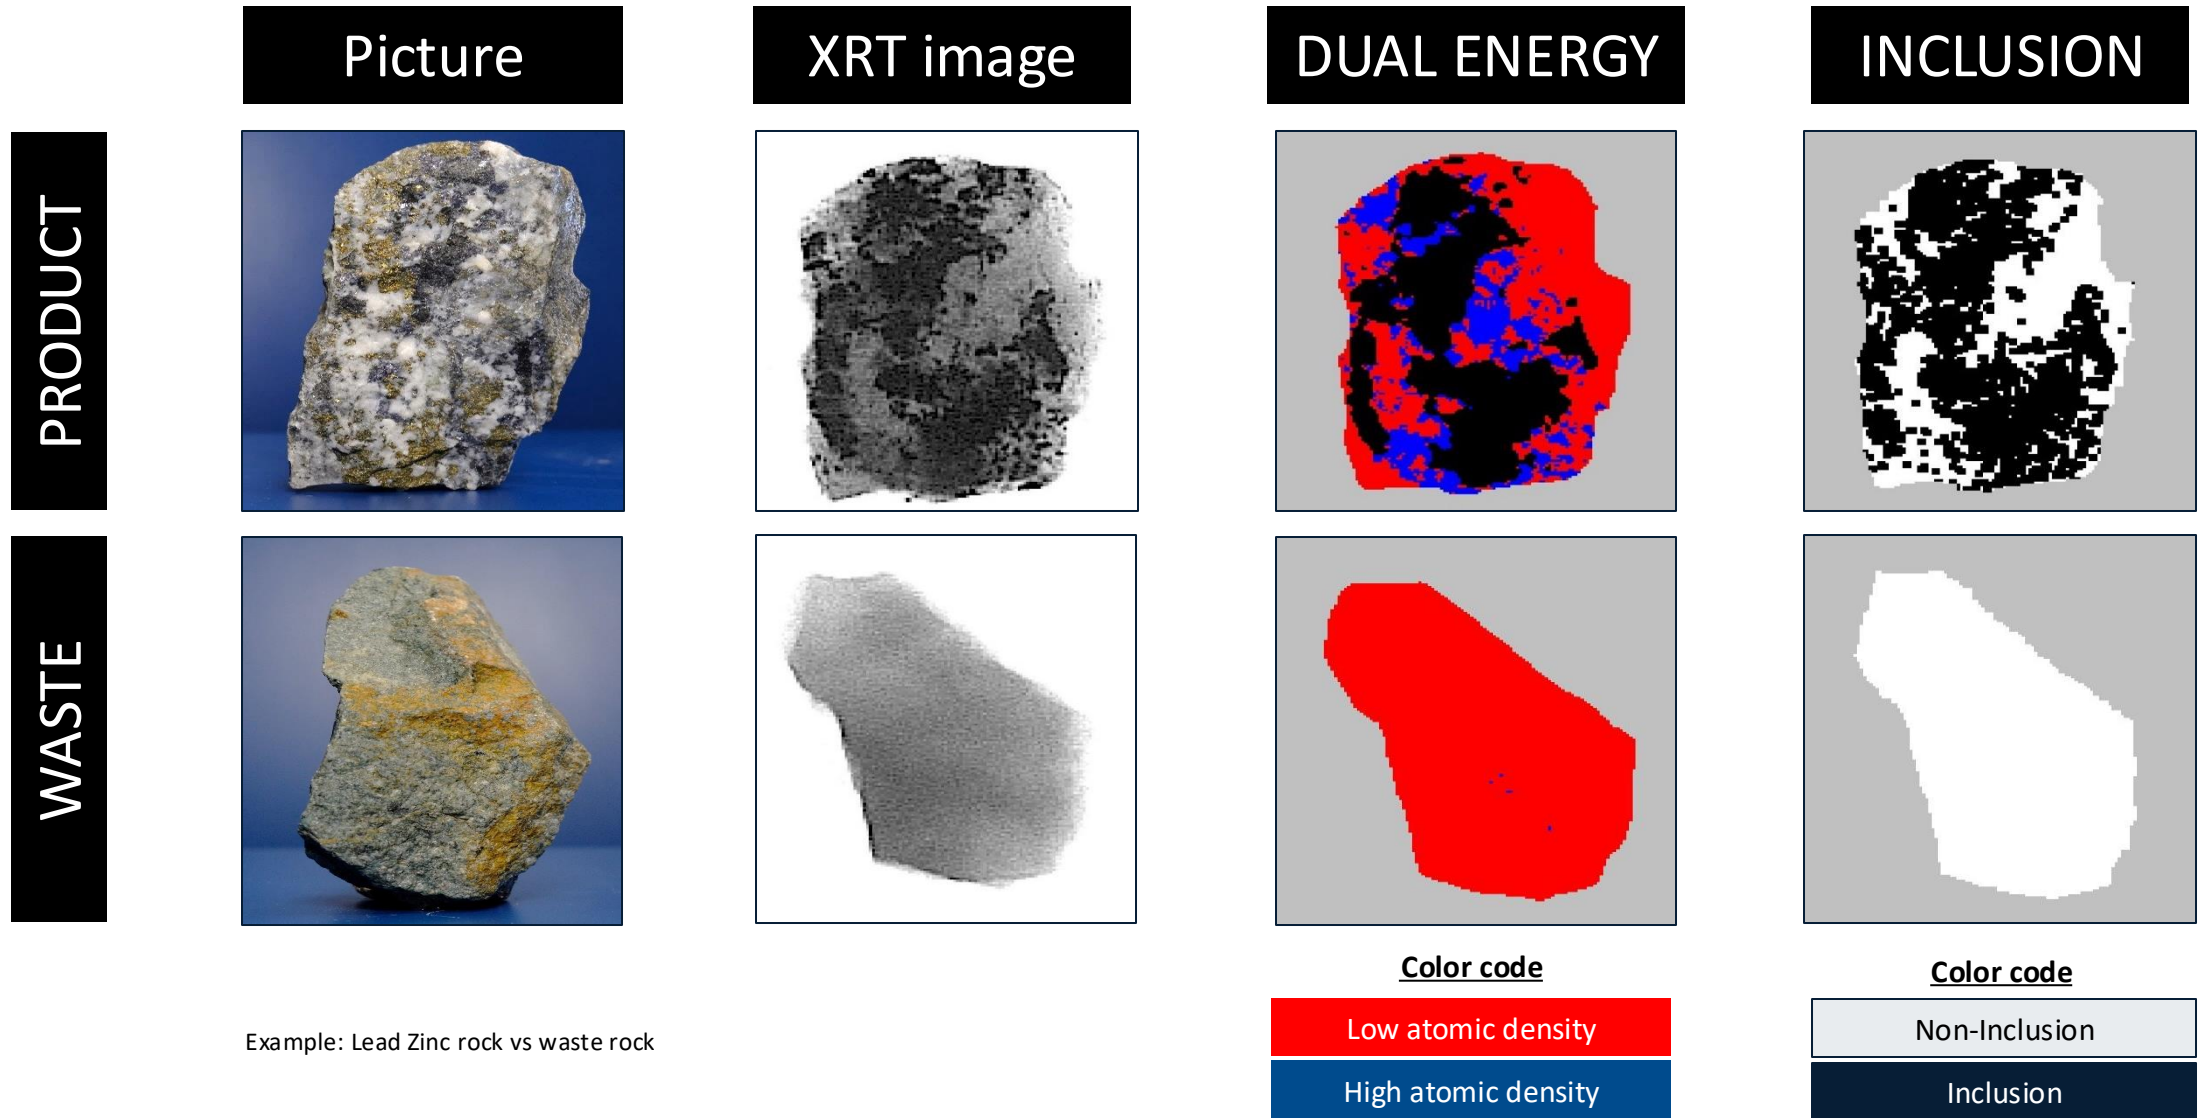 Picture
XRT image
DUAL ENERGY
INCLUSION
PRODUCT
WASTE
Color code
Low atomic density
High atomic density
Color code
Non-Inclusion
Inclusion
Example: Lead Zinc rock vs waste rock